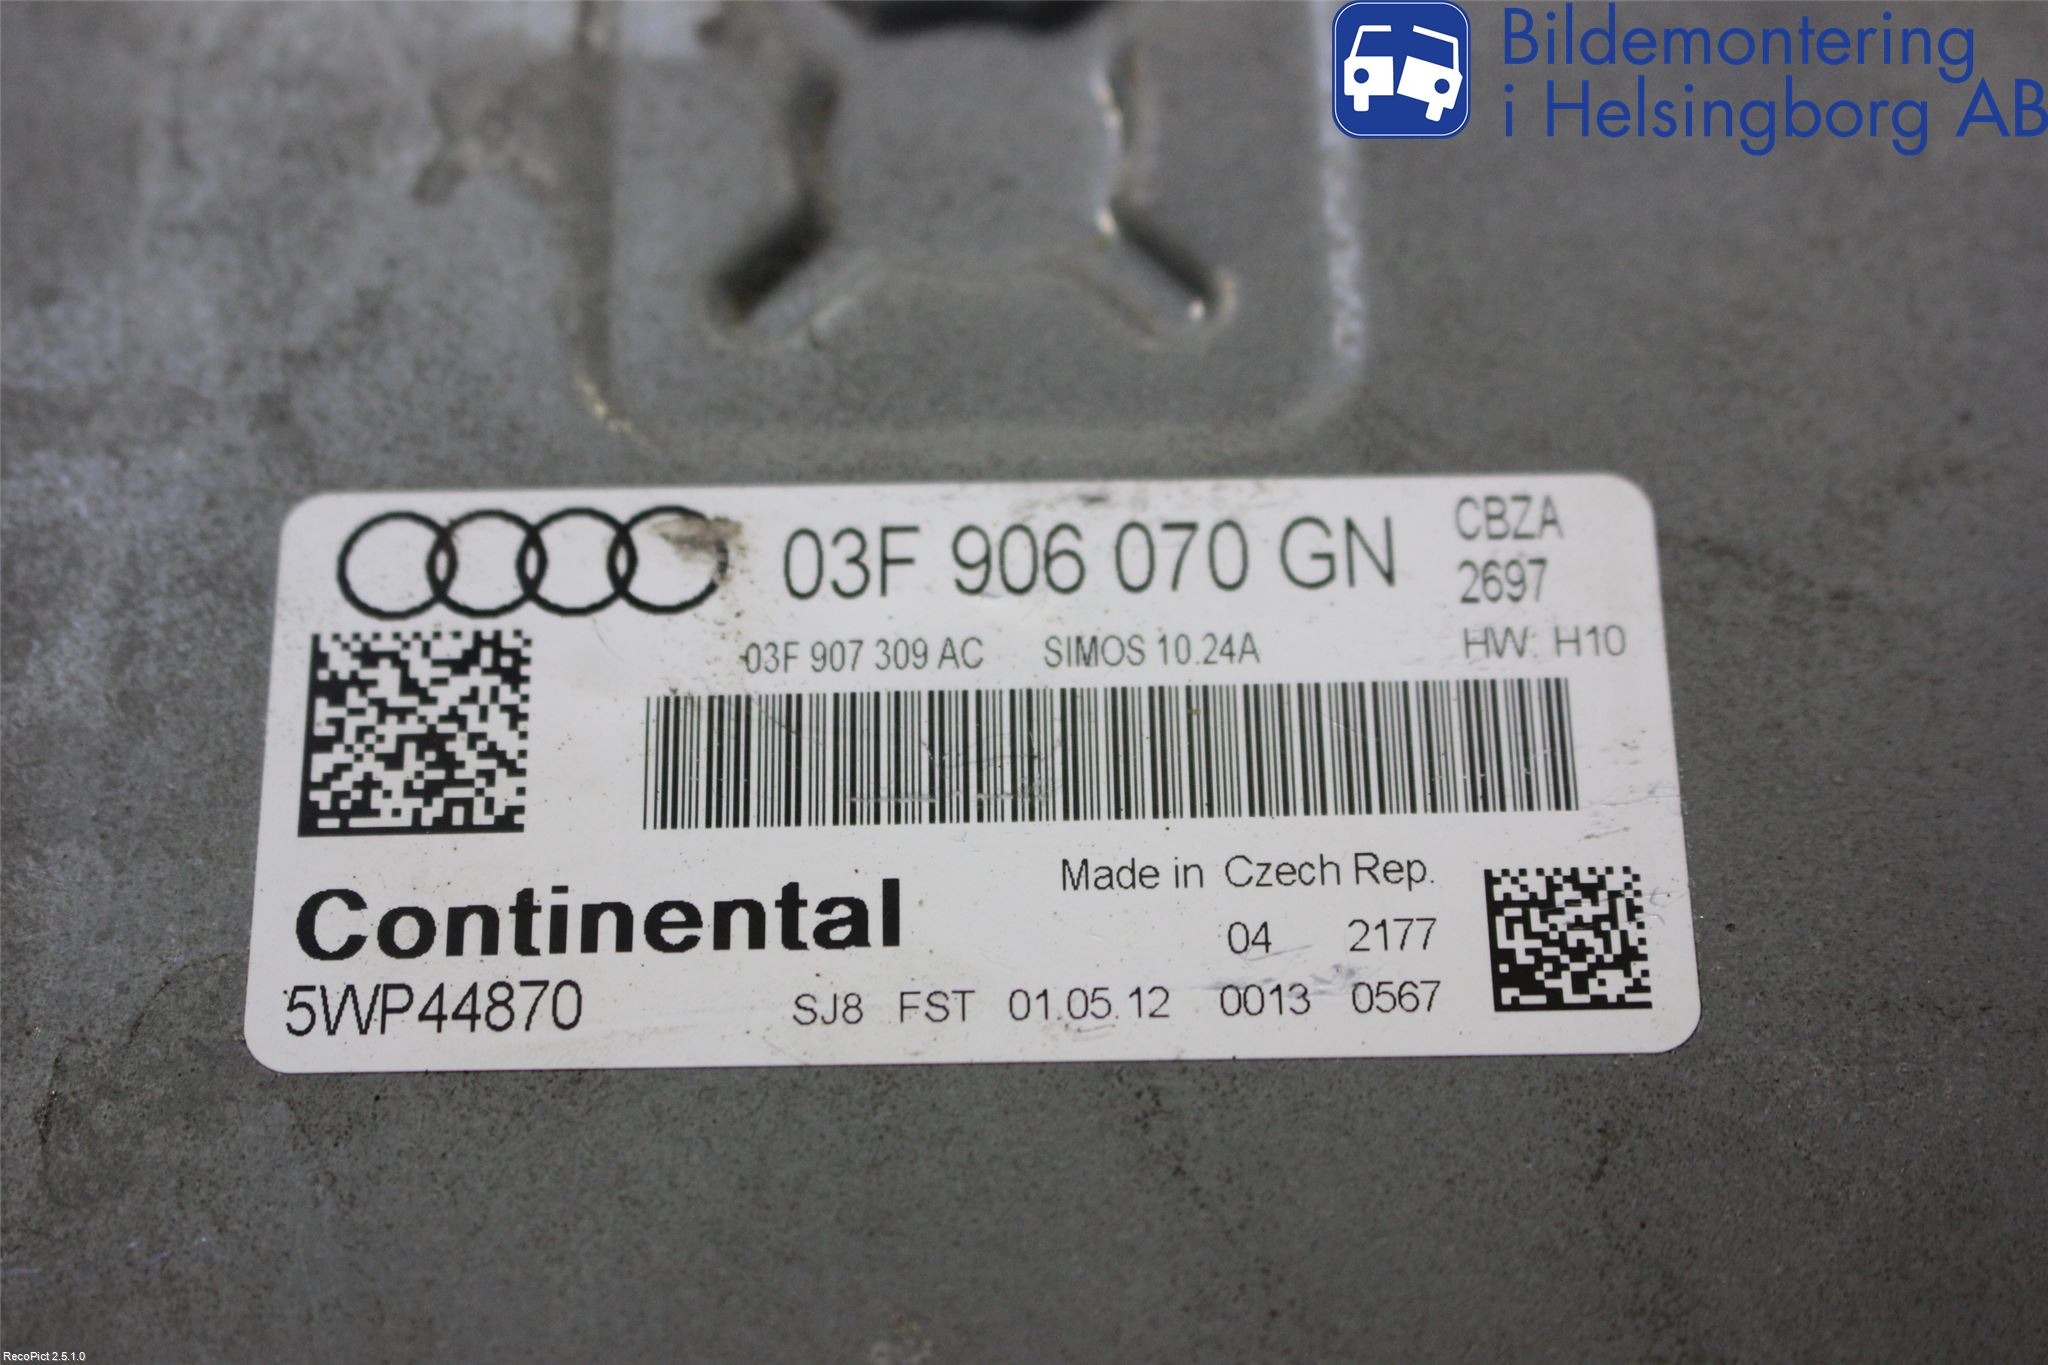 Bildemontering
i Helsingborg AB
03F 906 070 GN
CBZA
2697
03F 907 309 AC SIMOS 10.24A HW: H10
Made in Czech Rep.
Continental
04 2177
5WP44870 SJ8 FST 01.05.12 0013 0567
RecoPict 2.5.1.0